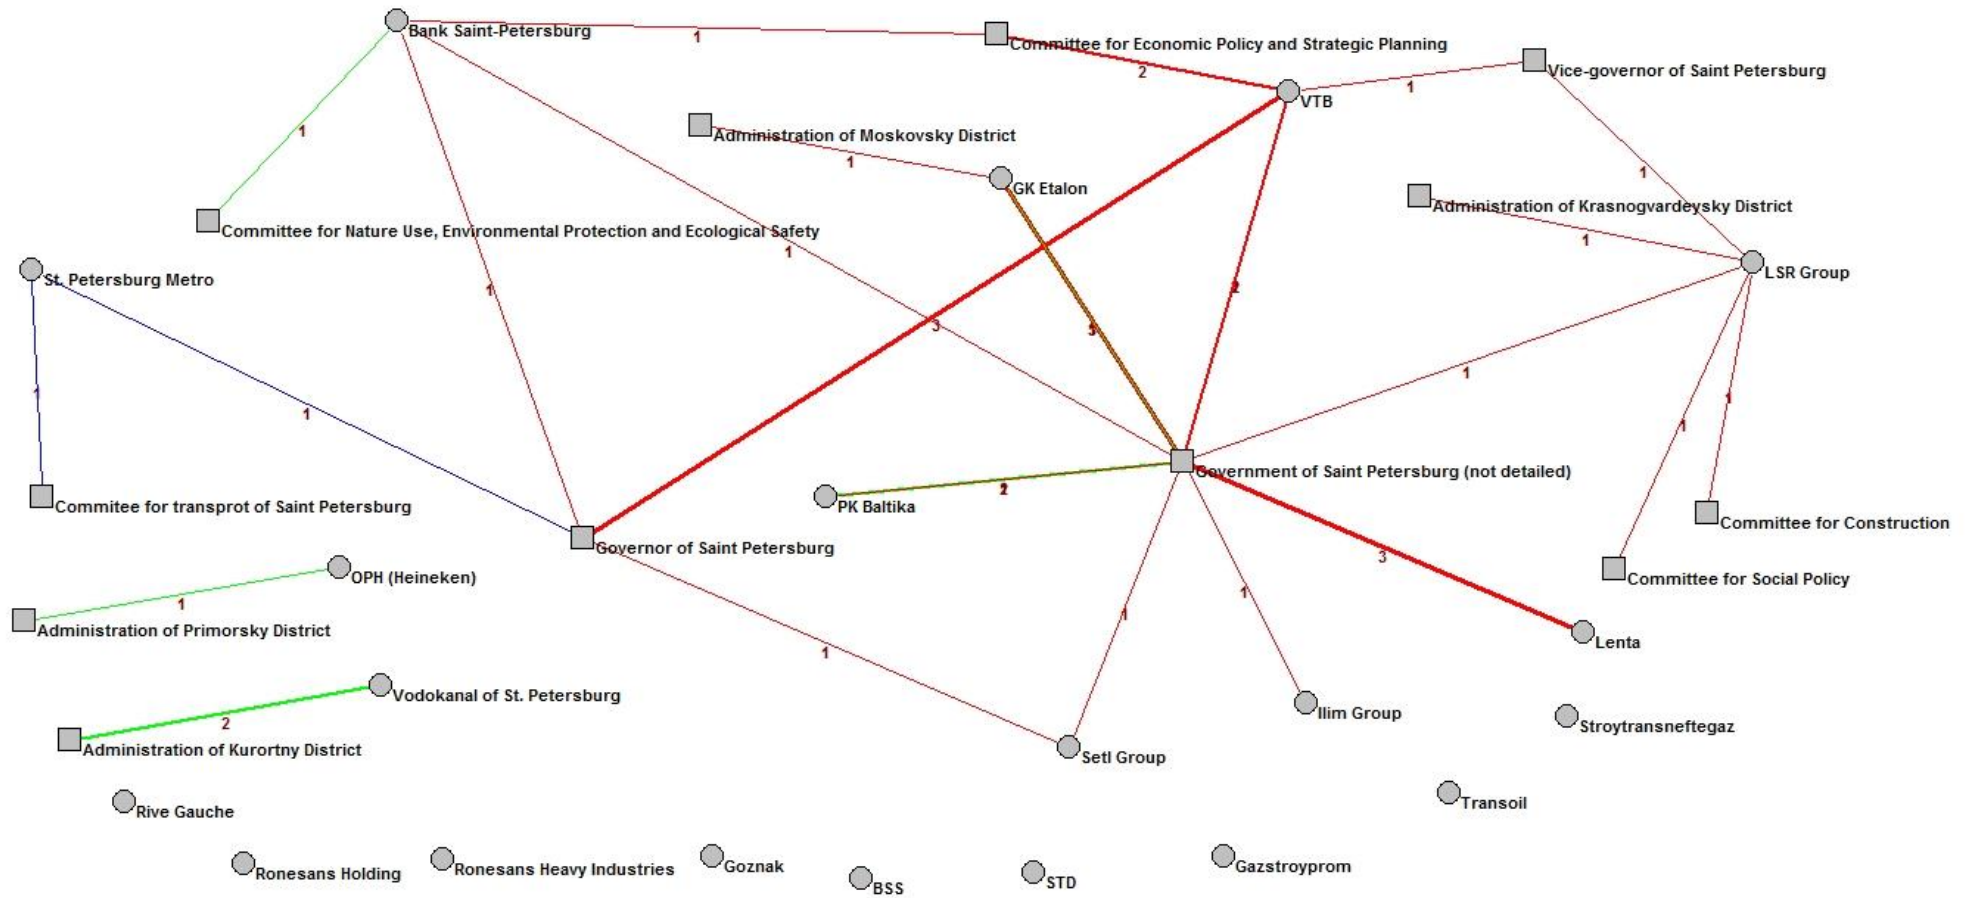 Bank Saint-Petersburg
1
Committee for Economic Policy and Strategic Planning
2
Vice-governor of Saint Petersburg
1
VTB
1
Administration of Moskovsky District
1
GK Etalon
1
Administration of Krasnogvardeysky District
1
Committee for Nature Use, Environmental Protection and Ecological Safety
1
LSR Group
St. Petersburg Metro
1
3
1
1
1
1
1
1
Government of Saint Petersburg (not detailed)
PK Baltika
Commitee for transprot of Saint Petersburg
Committee for Construction
Governor of Saint Petersburg
3
OPH (Heineken)
Committee for Social Policy
1
1
1
Administration of Primorsky District
Lenta
1
Vodokanal of St. Petersburg
2
Ilim Group
Stroytransneftegaz
Administration of Kurortny District
Setl Group
Transoil
Rive Gauche
Ronesans Holding
Ronesans Heavy Industries
Goznak
BSS
STD
Gazstroyprom